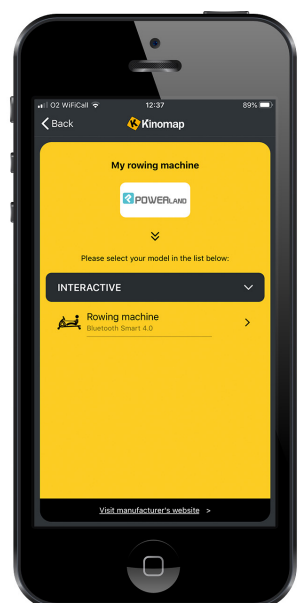 O2 WiFiCall 12:37 89%
Back Kinomap
My rowing machine
POWERLAND
Please select your model in the list below:
INTERACTIVE
Rowing machine
Bluetooth Smart 4.0
Visit manufacturer's website >